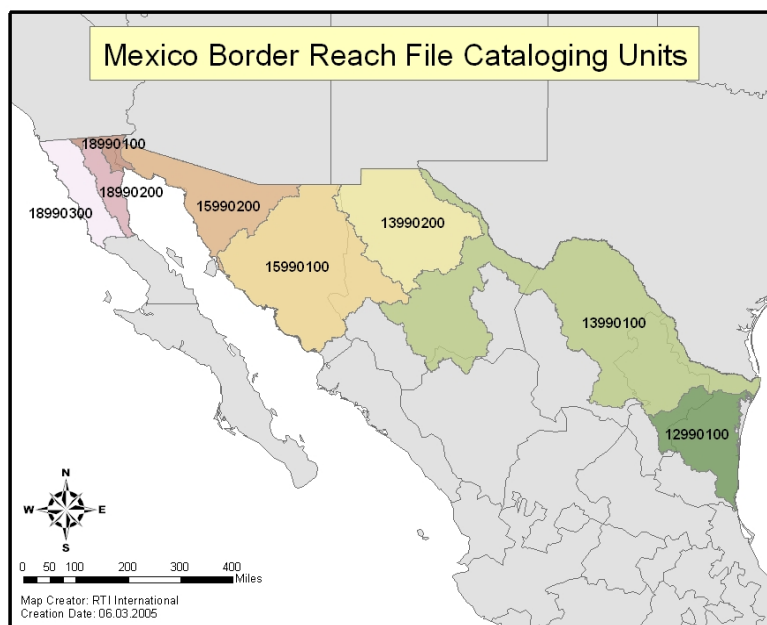 Mexico Border Reach File Cataloging Units
18990100
18990200
18990300
15990200
13990200
15990100
13990100
12990100
N
W E
S
0 50 100 200 300 400
Miles
Map Creator: RTI International
Creation Date: 06.03.2005